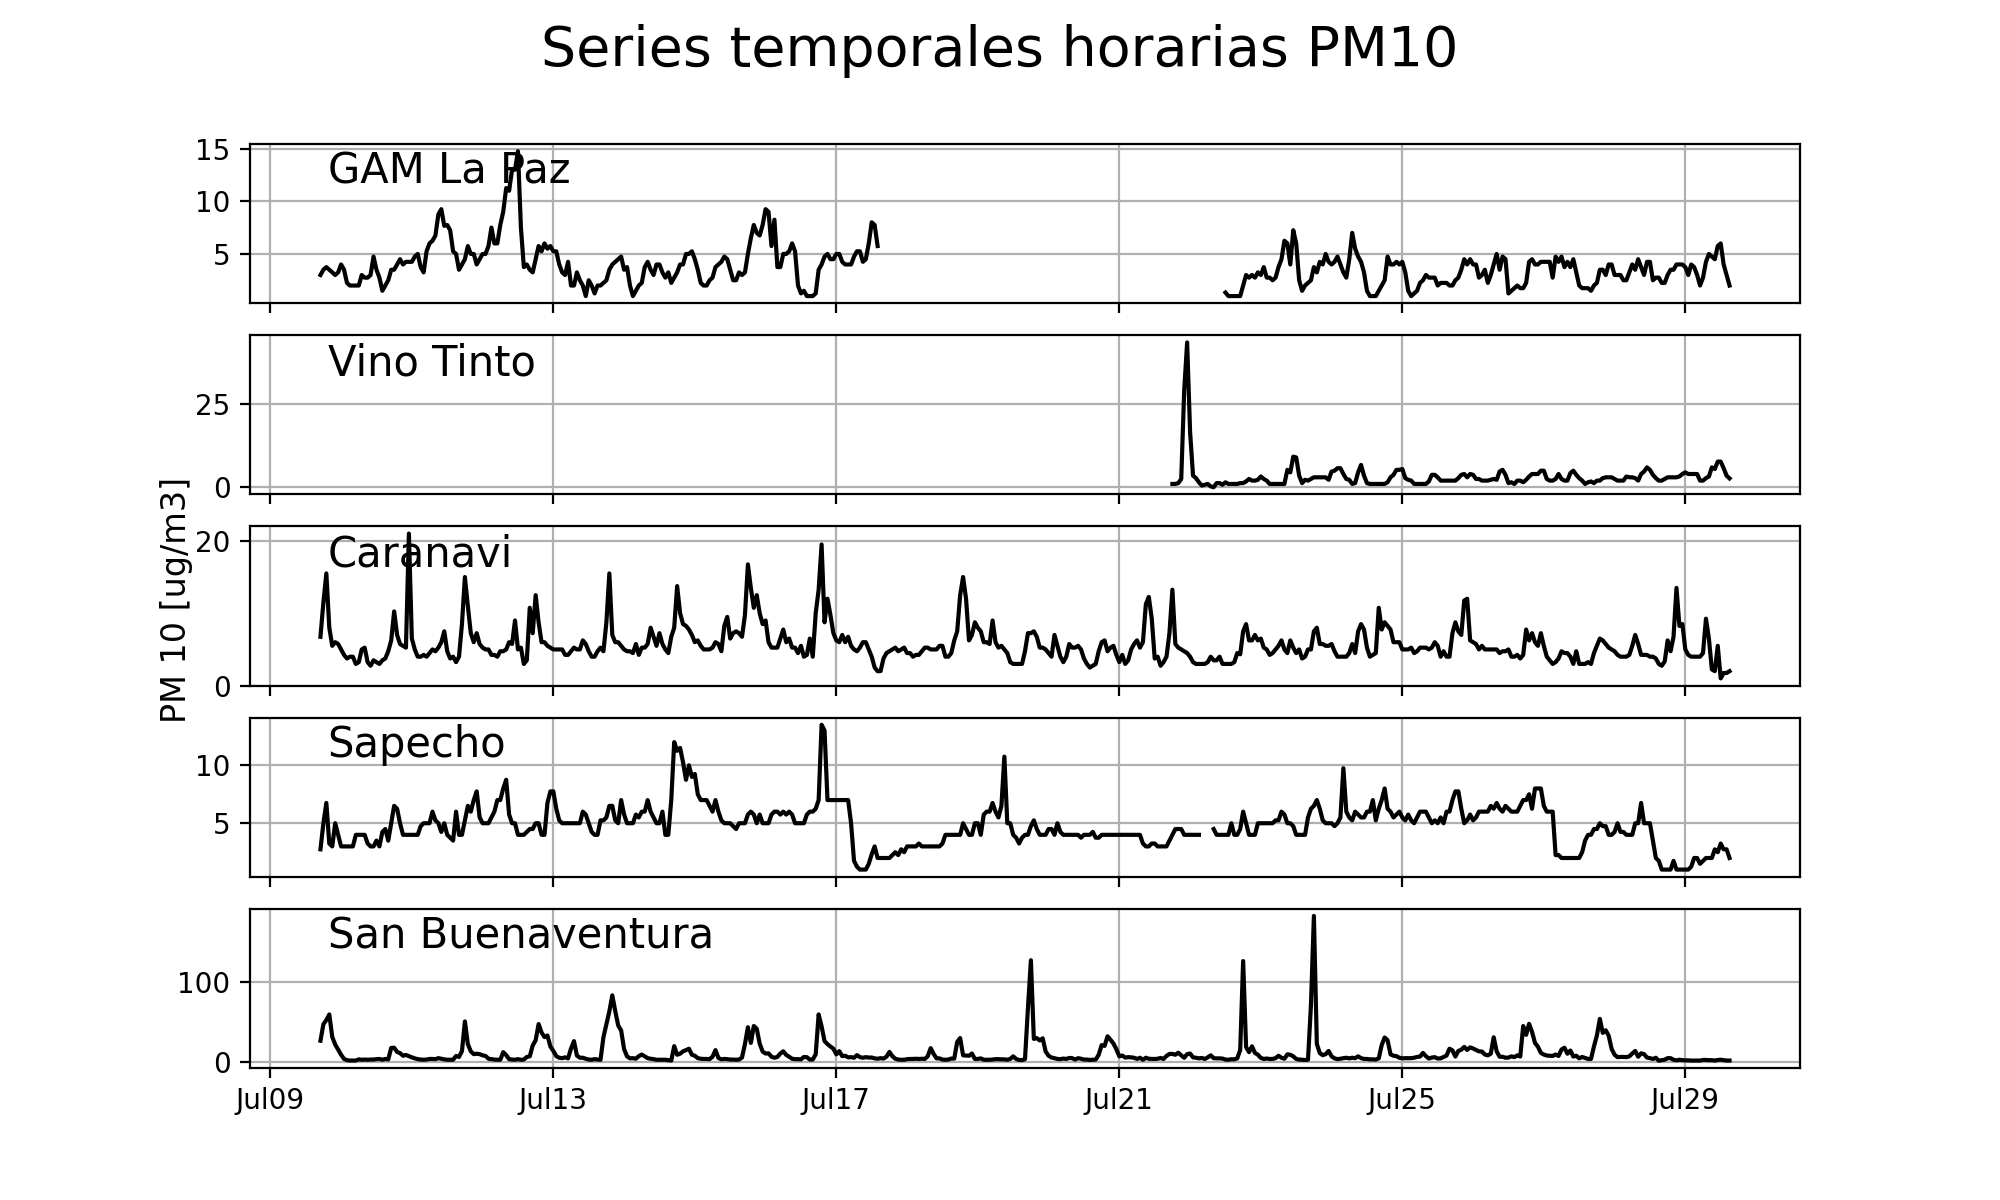 Series temporales horarias PM10
PM 10 [ug/m3]
GAM La Paz
15
10
5
Vino Tinto
25
0
Caranavi
20
0
Sapecho
10
5
San Buenaventura
100
0
Jul09 Jul13 Jul17 Jul21 Jul25 Jul29